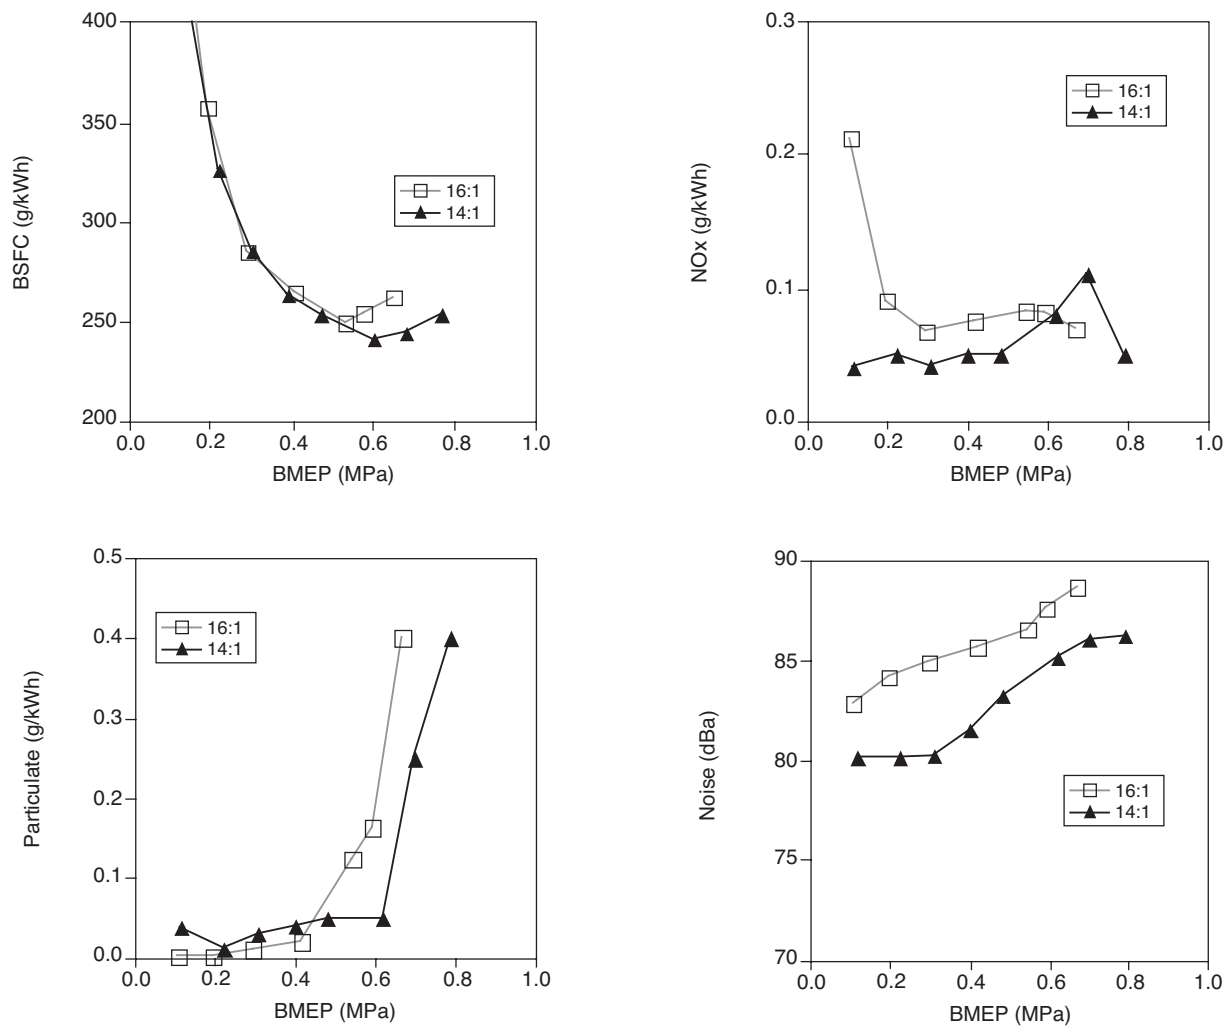 400
350
300
250
200
BSFC (g/kWh)
16:1
14:1
0.0 0.2 0.4 0.6 0.8 1.0
BMEP (MPa)
0.3
0.2
0.1
0.0
NOx (g/kWh)
16:1
14:1
0.0 0.2 0.4 0.6 0.8 1.0
BMEP (MPa)
0.5
0.4
0.3
0.2
0.1
0.0
Particulate (g/kWh)
16:1
14:1
0.0 0.2 0.4 0.6 0.8 1.0
BMEP (MPa)
90
85
80
75
70
Noise (dBa)
16:1
14:1
0.0 0.2 0.4 0.6 0.8 1.0
BMEP (MPa)